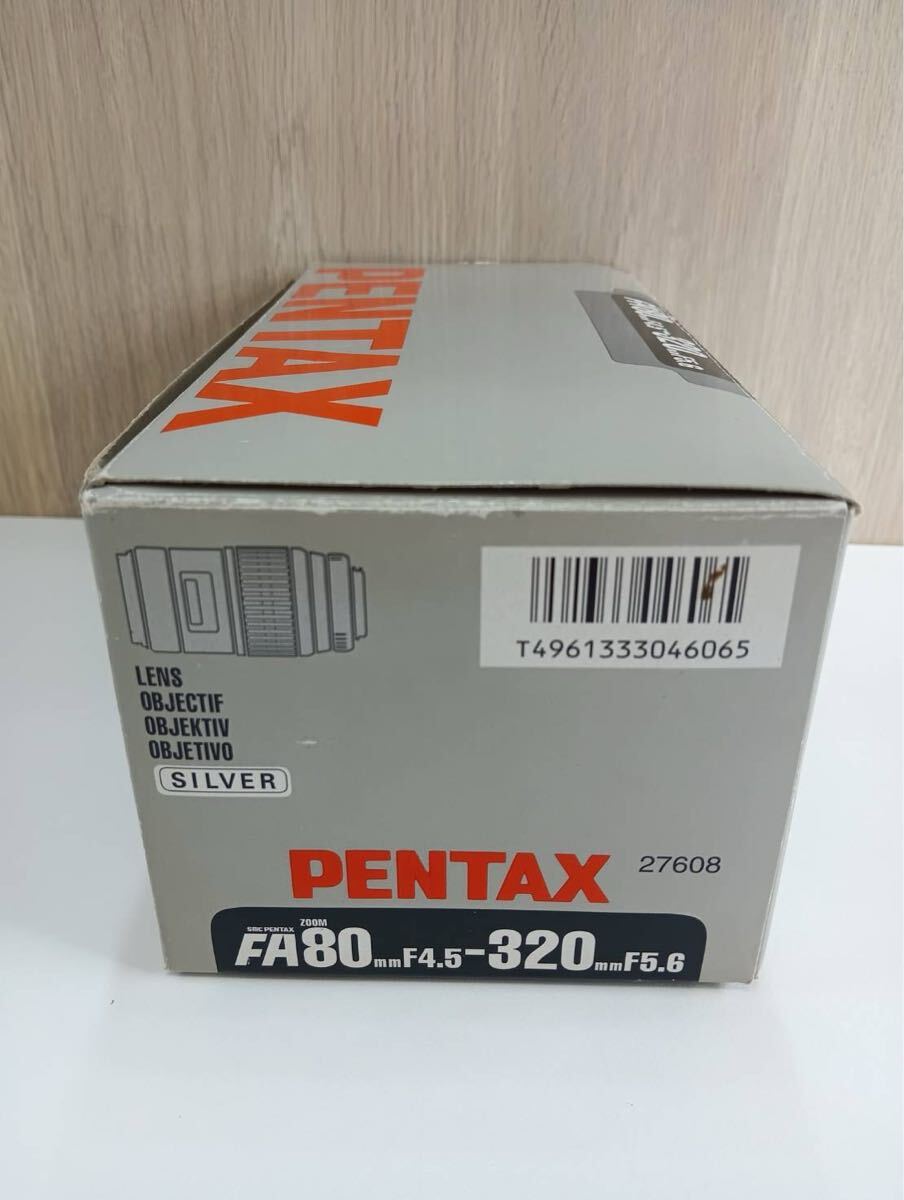 PENTAX
T4961333046065
LENS
OBJECTIF
OBJEKTIV
OBJETIVO
SILVER
PENTAX 27608
SMC PENTAX ZOOM
FA80mmF4.5-320mmF5.6